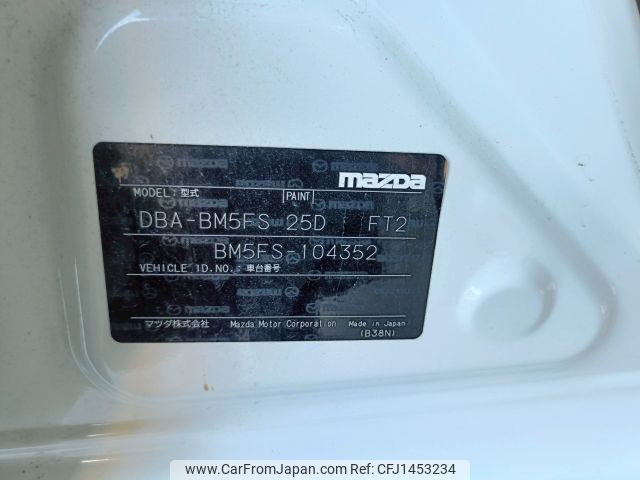 mazda
MODEL:型式 PAINT
DBA-BM5FS 25D FT2
BM5FS-104352
VEHICLE I.D. NO.:車台番号
マツダ株式会社 Mazda Motor Corporation Made in Japan
(B38N)
www.carfromjapan.com ID: CFJ1453234